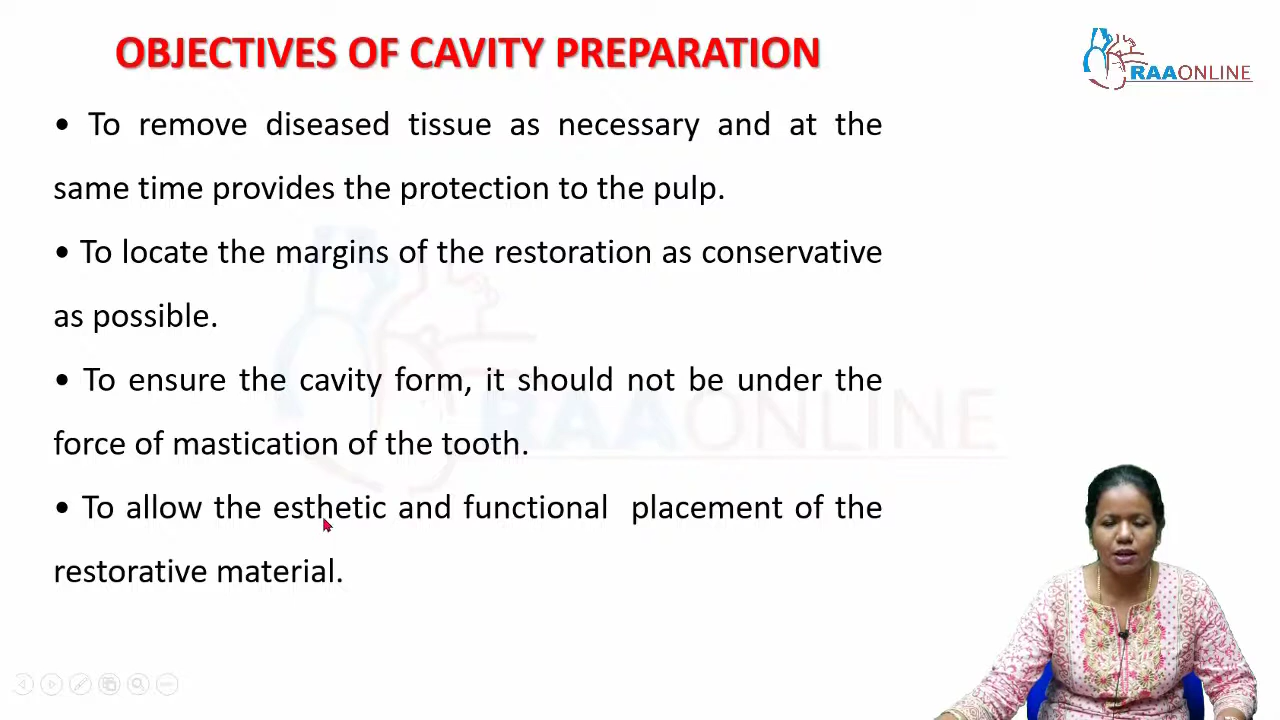 OBJECTIVES OF CAVITY PREPARATION
RAAONLINE
• To remove diseased tissue as necessary and at the
same time provides the protection to the pulp.
• To locate the margins of the restoration as conservative
as possible.
• To ensure the cavity form, it should not be under the
force of mastication of the tooth.
• To allow the esthetic and functional placement of the
restorative material.
RAAONLINE